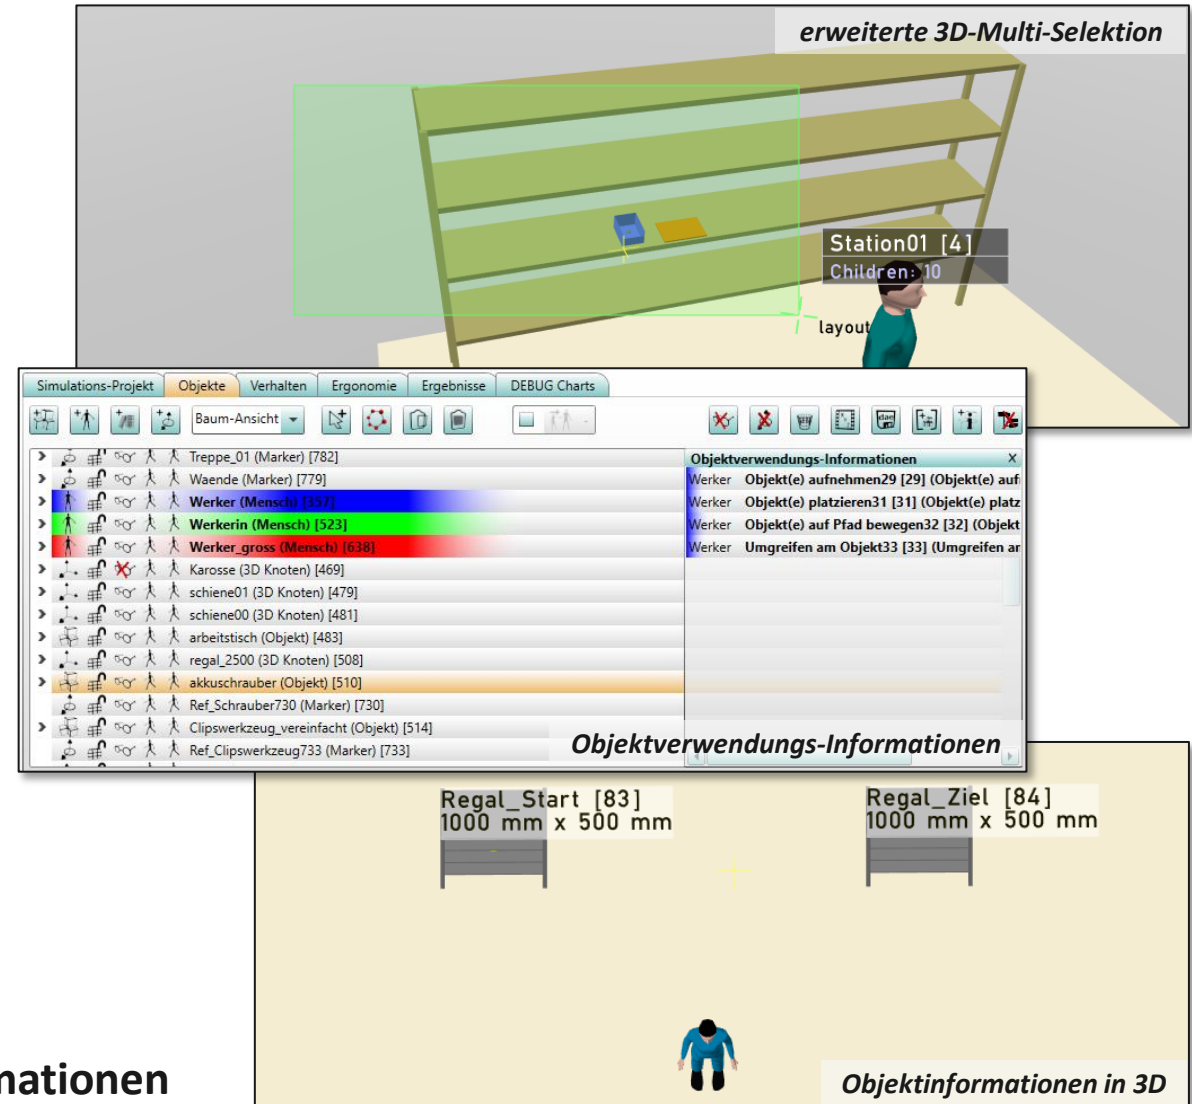 erweiterte 3D-Multi-Selektion
Station01 [4]
Children: 10
layout
Simulations-Projekt Objekte Verhalten Ergonomie Ergebnisse DEBUG Charts
Baum-Ansicht
Treppe_01 (Marker) [782]
Waende (Marker) [779]
Werker (Mensch) [357]
Werkerin (Mensch) [523]
Werker_gross (Mensch) [638]
Karosse (3D Knoten) [469]
schiene01 (3D Knoten) [479]
schiene00 (3D Knoten) [481]
arbeitstisch (Objekt) [483]
regal_2500 (3D Knoten) [508]
akkuschrauber (Objekt) [510]
Ref_Schrauber730 (Marker) [730]
Clipswerkzeug_vereinfacht (Objekt) [514]
Ref_Clipswerkzeug733 (Marker) [733]
Objektverwendungs-Informationen X
Werker Objekt(e) aufnehmen29 [29] (Objekt(e) auf
Werker Objekt(e) platzieren31 [31] (Objekt(e) platz
Werker Objekt(e) auf Pfad bewegen32 [32] (Objekt
Werker Umgreifen am Objekt33 [33] (Umgreifen ar
Objektverwendungs-Informationen
Regal_Start [83]
1000 mm x 500 mm
Regal_Ziel [84]
1000 mm x 500 mm
mationen
Objektinformationen in 3D